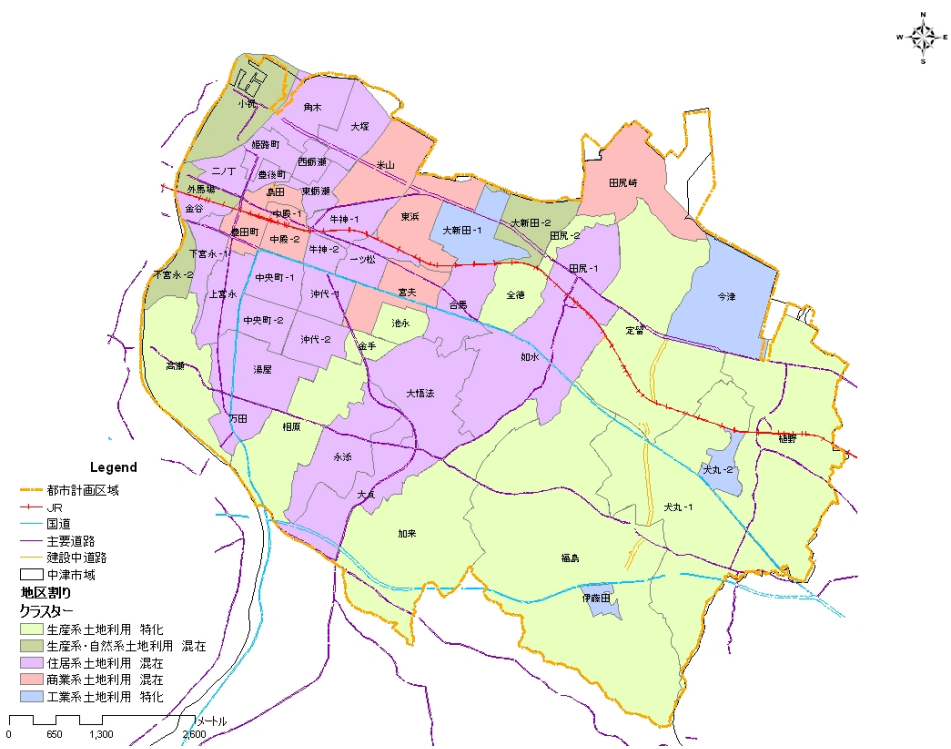 N
W E
S
小祝
角木
大塚
姫路町
西蛎瀬
米山
二ノ丁
豊後町
田尻崎
外馬場
島田
東蛎瀬
金谷
中殿-1
牛神-1
東浜
大新田-1
大新田-2
田尻-2
豊田町
中殿-2
牛神-2
一ツ松
下宮永-1
田尻-1
下宮永-2
中央町-1
上宮永
沖代-1
宮夫
合馬
全徳
今津
中央町-2
池永
定留
沖代-2
金手
如水
高瀬
湯屋
大悟法
万田
相原
植野
永添
犬丸-2
大貞
犬丸-1
加来
福島
伊藤田
Legend
都市計画区域
JR
国道
主要道路
建設中道路
中津市域
地区割り
クラスター
生産系土地利用 特化
生産系・自然系土地利用 混在
住居系土地利用 混在
商業系土地利用 混在
工業系土地利用 特化
メートル
0 650 1,300 2,600